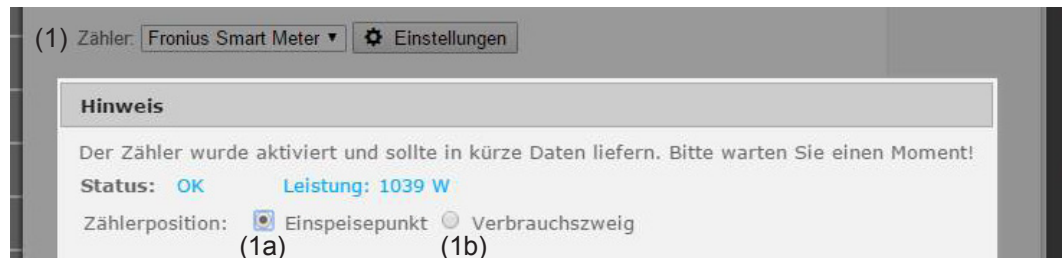 (1) Zähler: Fronius Smart Meter Einstellungen
Hinweis
Der Zähler wurde aktiviert und sollte in kürze Daten liefern. Bitte warten Sie einen Moment!
Status: OK Leistung: 1039 W
Zählerposition: Einspeisepunkt Verbrauchszweig
(1a) (1b)